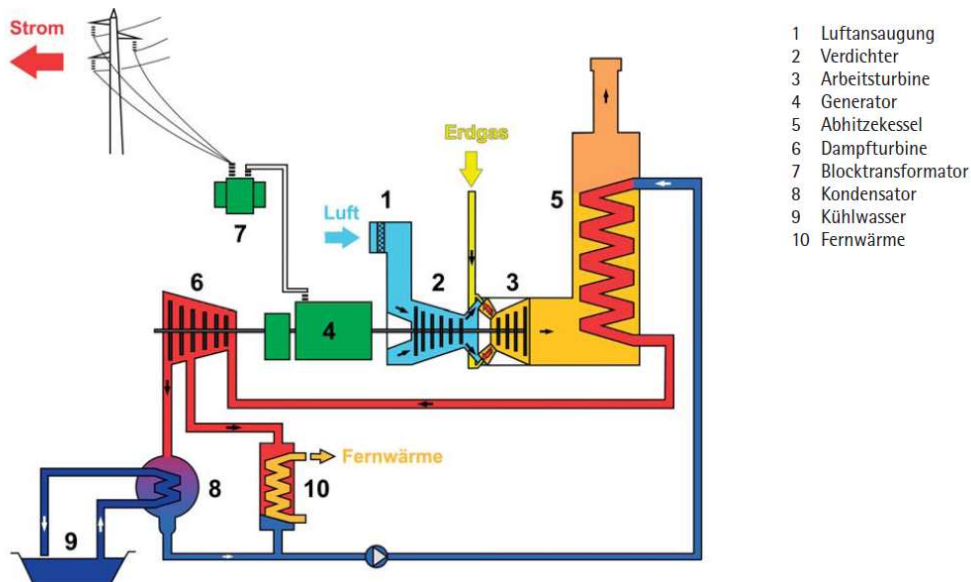 Strom
Erdgas
Luft
1
2
3
4
5
6
7
8
9
10
Fernwärme
1 Luftansaugung
2 Verdichter
3 Arbeitsturbine
4 Generator
5 Abhitzekessel
6 Dampfturbine
7 Blocktransformator
8 Kondensator
9 Kühlwasser
10 Fernwärme